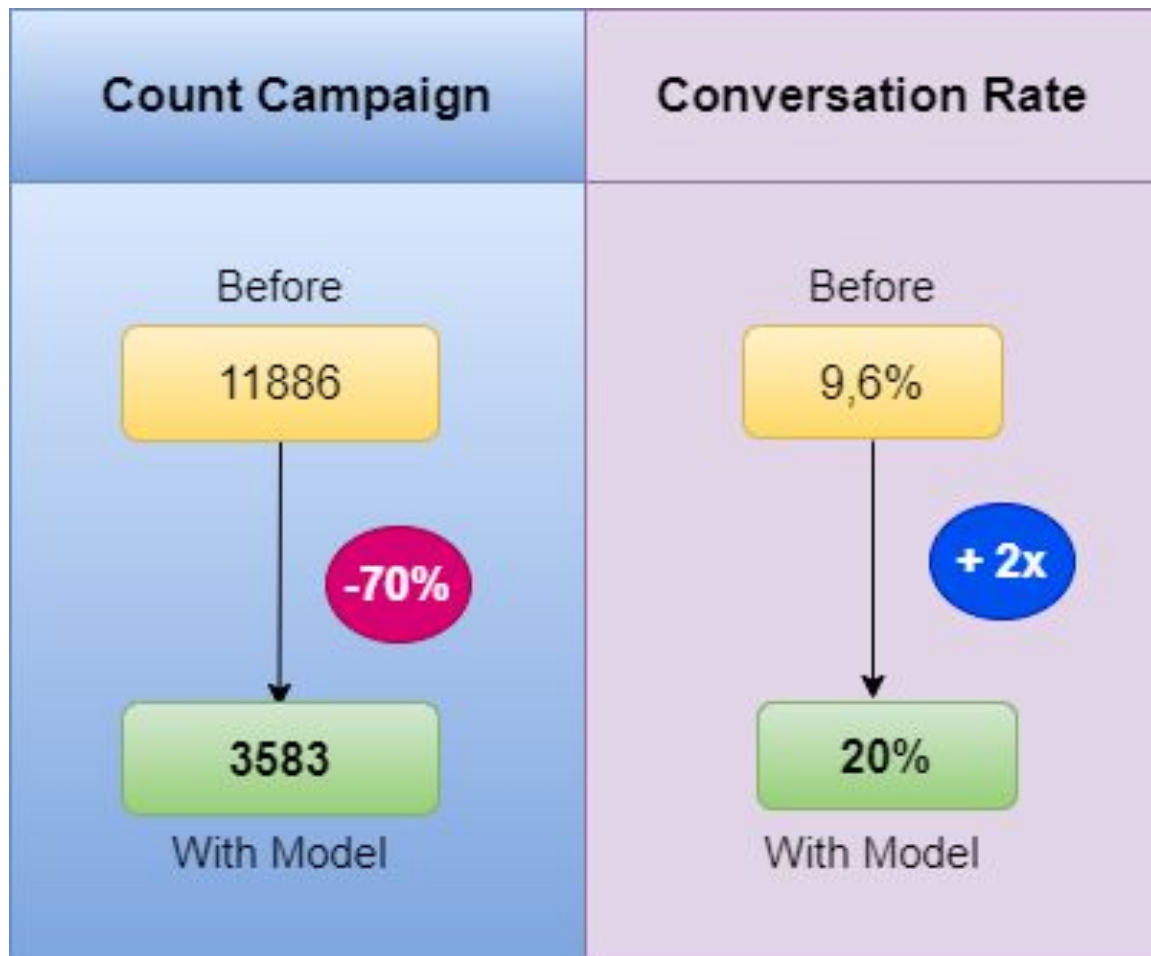 Count Campaign
Before
11886
-70%
3583
With Model
Conversation Rate
Before
9,6%
+ 2x
20%
With Model